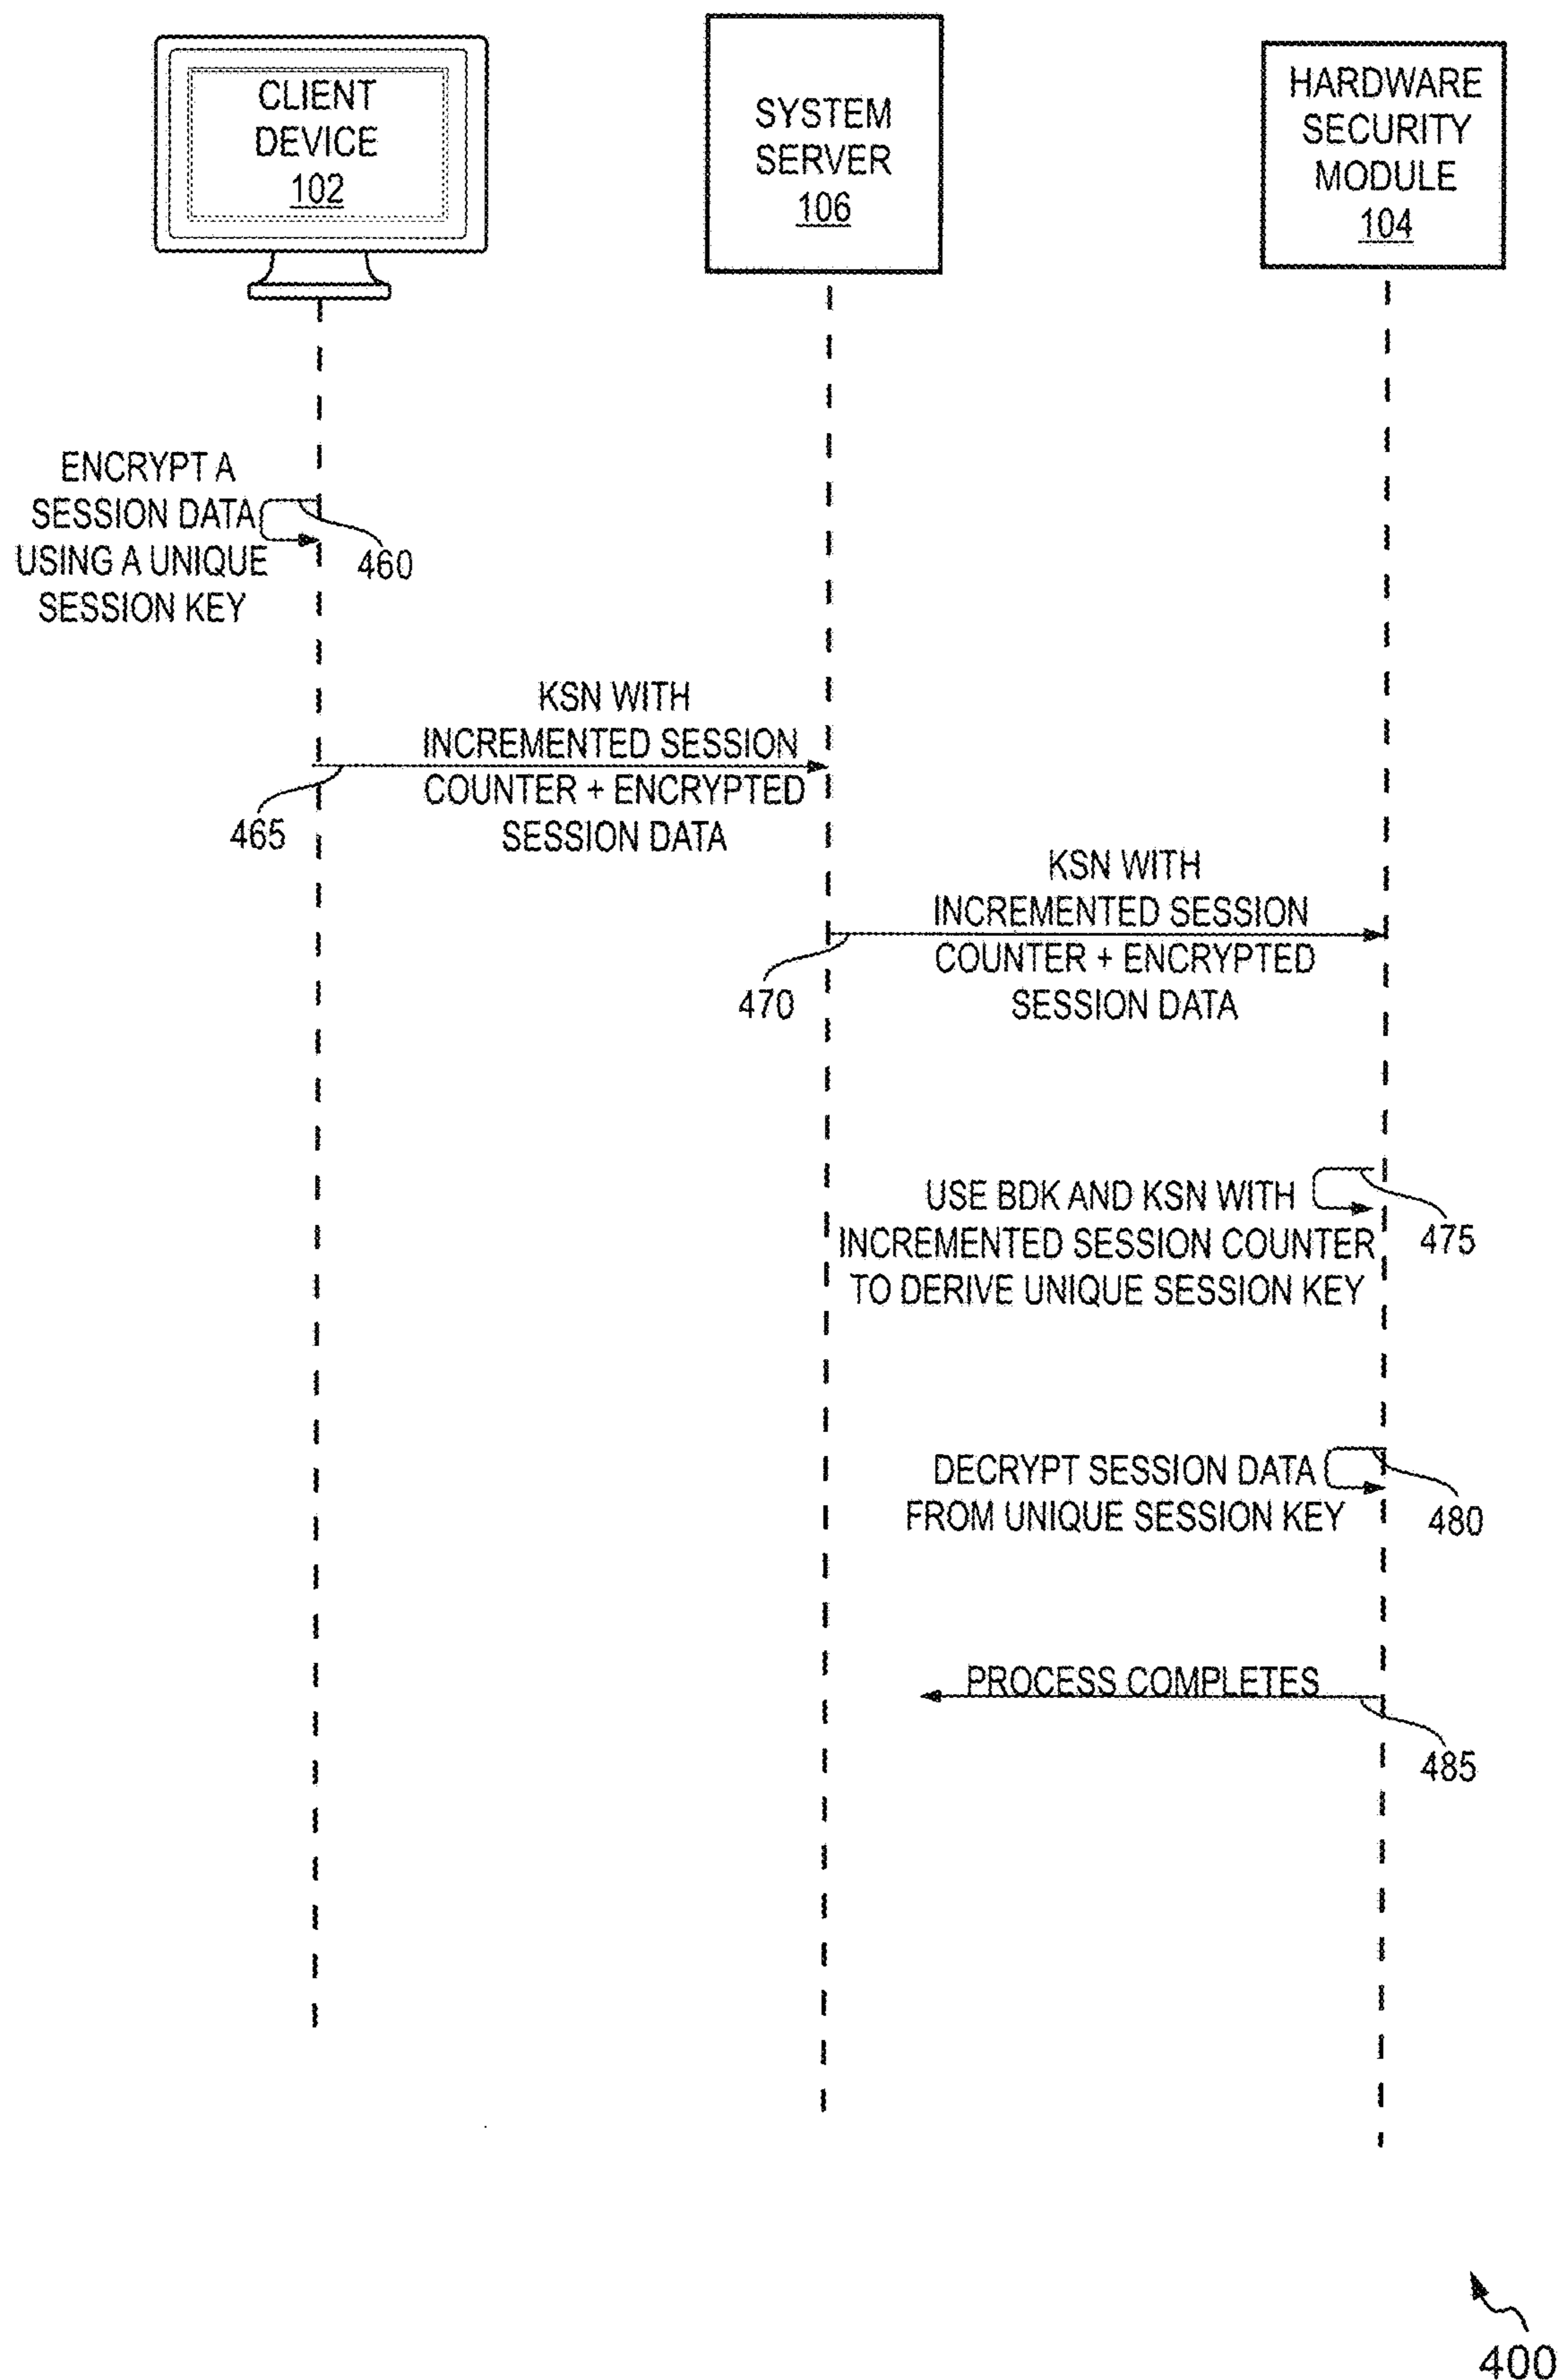 CLIENT
DEVICE
102
SYSTEM
SERVER
106
HARDWARE
SECURITY
MODULE
104
ENCRYPT A
SESSION DATA
USING A UNIQUE
SESSION KEY
460
KSN WITH
INCREMENTED SESSION
COUNTER + ENCRYPTED
SESSION DATA
465
KSN WITH
INCREMENTED SESSION
COUNTER + ENCRYPTED
SESSION DATA
470
USE BDK AND KSN WITH
INCREMENTED SESSION COUNTER
TO DERIVE UNIQUE SESSION KEY
475
DECRYPT SESSION DATA
FROM UNIQUE SESSION KEY
480
PROCESS COMPLETES
485
400